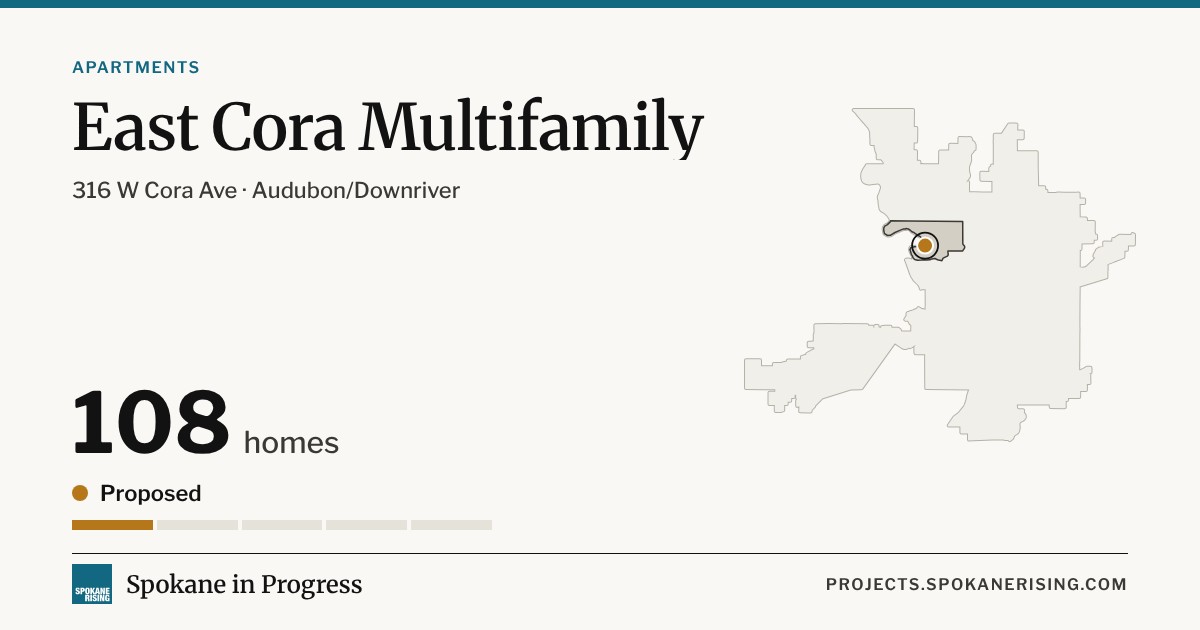 APARTMENTS
East Cora Multifamily
316 W Cora Ave · Audubon/Downriver
108 homes
Proposed
SPOKANE
RISING
Spokane in Progress
PROJECTS.SPOKANERISING.COM